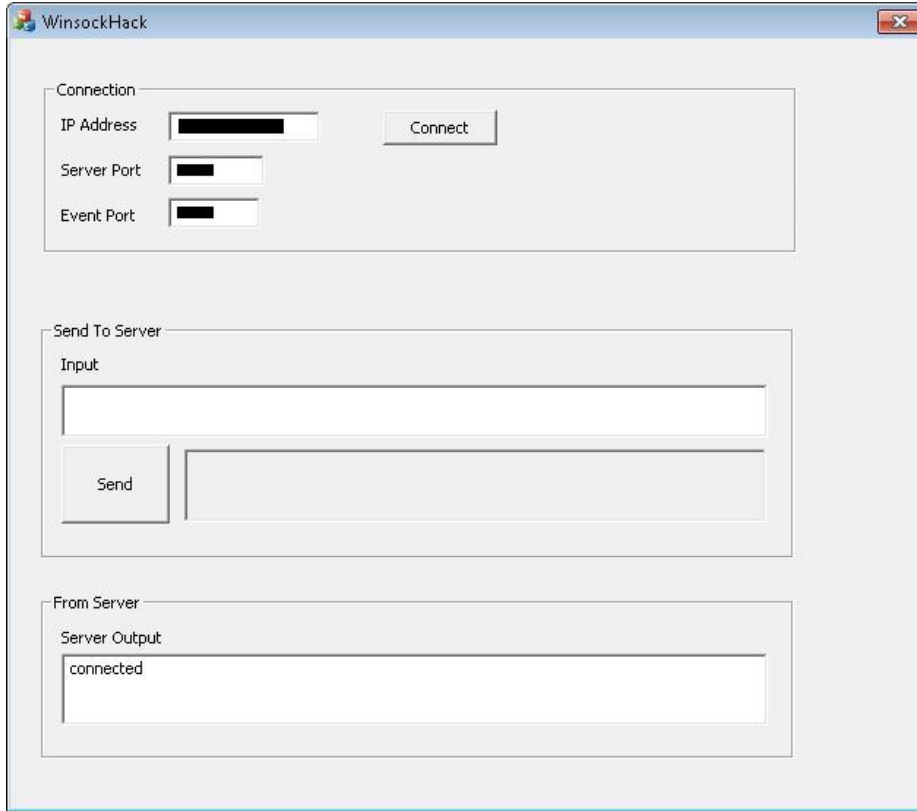 WinsockHack
Connection
IP Address
Connect
Server Port
Event Port
Send To Server
Input
Send
From Server
Server Output
connected